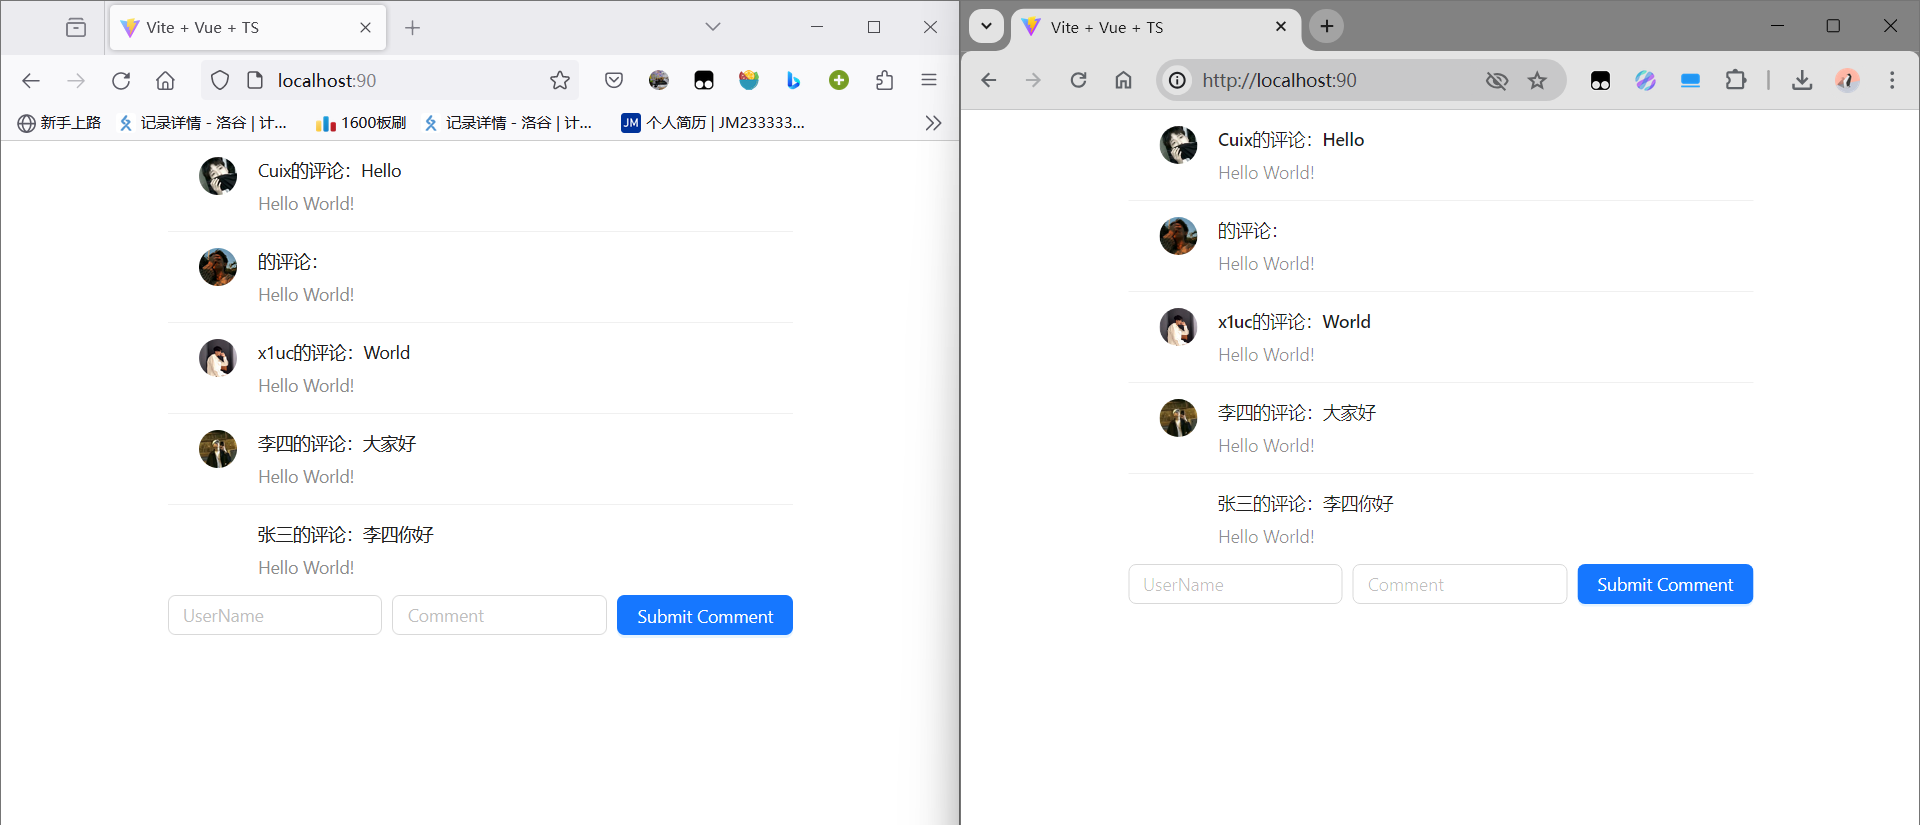 Vite + Vue + TS
localhost:90
新手上路 记录详情 - 洛谷 | 计... 1600板刷 记录详情 - 洛谷 | 计... JM 个人简历 | JM233333...
Cuix的评论：Hello
Hello World!
的评论：
Hello World!
x1uc的评论：World
Hello World!
李四的评论：大家好
Hello World!
张三的评论：李四你好
Hello World!
UserName Comment Submit Comment
Vite + Vue + TS
http://localhost:90
Cuix的评论：Hello
Hello World!
的评论：
Hello World!
x1uc的评论：World
Hello World!
李四的评论：大家好
Hello World!
张三的评论：李四你好
Hello World!
UserName Comment Submit Comment